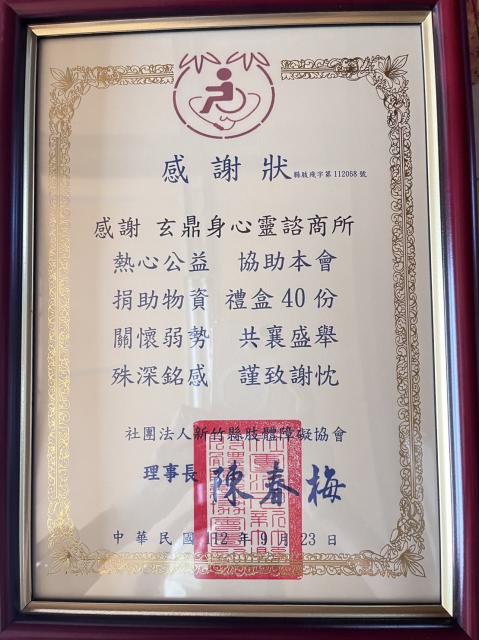 感謝狀 縣肢殘字第112058號
感謝 玄鼎身心靈諮商所
熱心公益 協助本會
捐助物資 禮盒40份
關懷弱勢 共襄盛舉
殊深銘感 謹致謝忱
社團法人新竹縣肢體障礙協會
理事長 陳春梅
中華民國112年9月23日